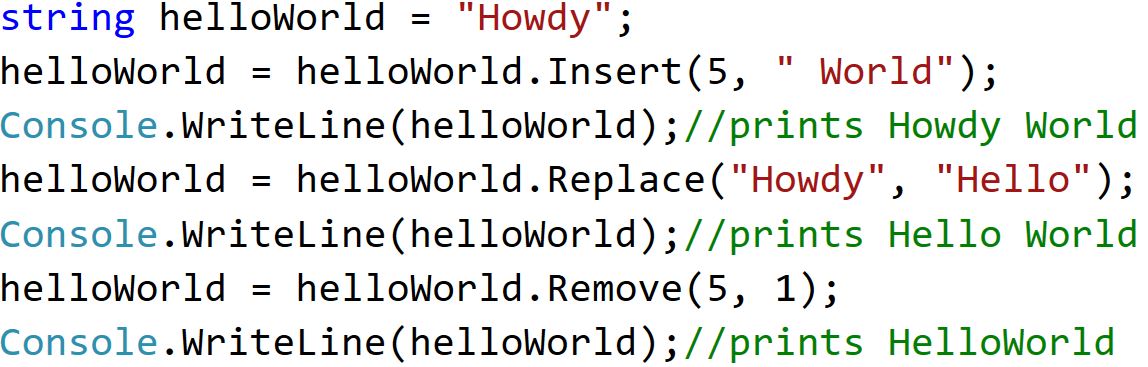 string helloWorld = "Howdy";
helloWorld = helloWorld.Insert(5, " World");
Console.WriteLine(helloWorld);//prints Howdy World
helloWorld = helloWorld.Replace("Howdy", "Hello");
Console.WriteLine(helloWorld);//prints Hello World
helloWorld = helloWorld.Remove(5, 1);
Console.WriteLine(helloWorld);//prints HelloWorld